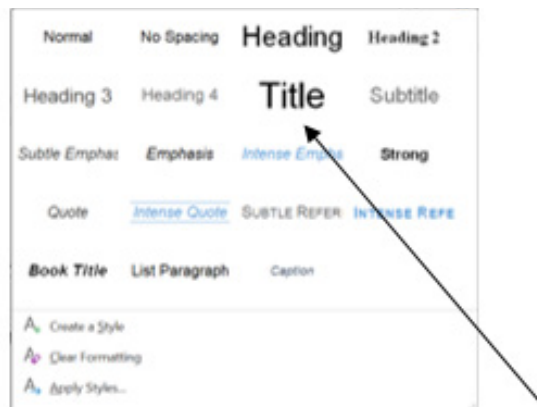 Normal No Spacing Heading Heading 2
Heading 3 Heading 4 Title Subtitle
Subtle Emphas Emphasis Intense Empha Strong
Quote Intense Quote SUBTLE REFER INTENSE REFE
Book Title List Paragraph Caption
Create a Style
Clear Formatting
Apply Styles...